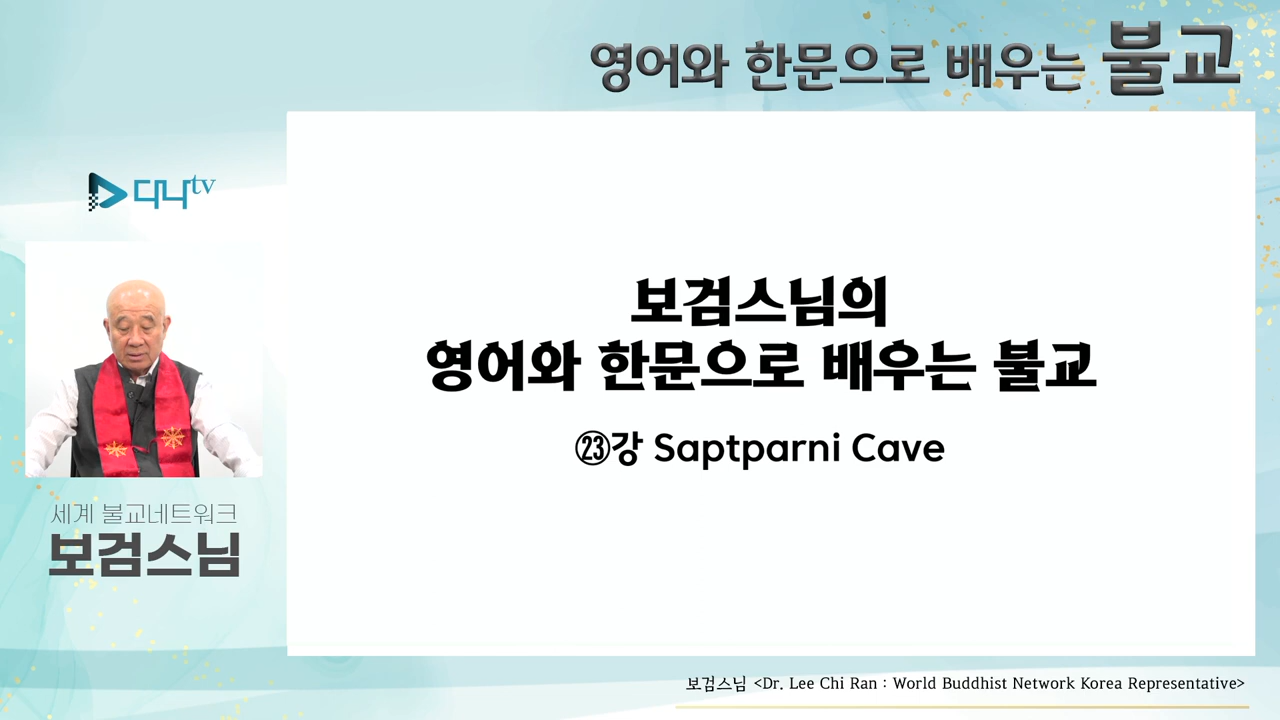 영어와 한문으로 배우는 불교
디나tv
보검스님의
영어와 한문으로 배우는 불교
㉓강 Saptparni Cave
세계 불교네트워크
보검스님
보검스님 <Dr. Lee Chi Ran : World Buddhist Network Korea Representative>